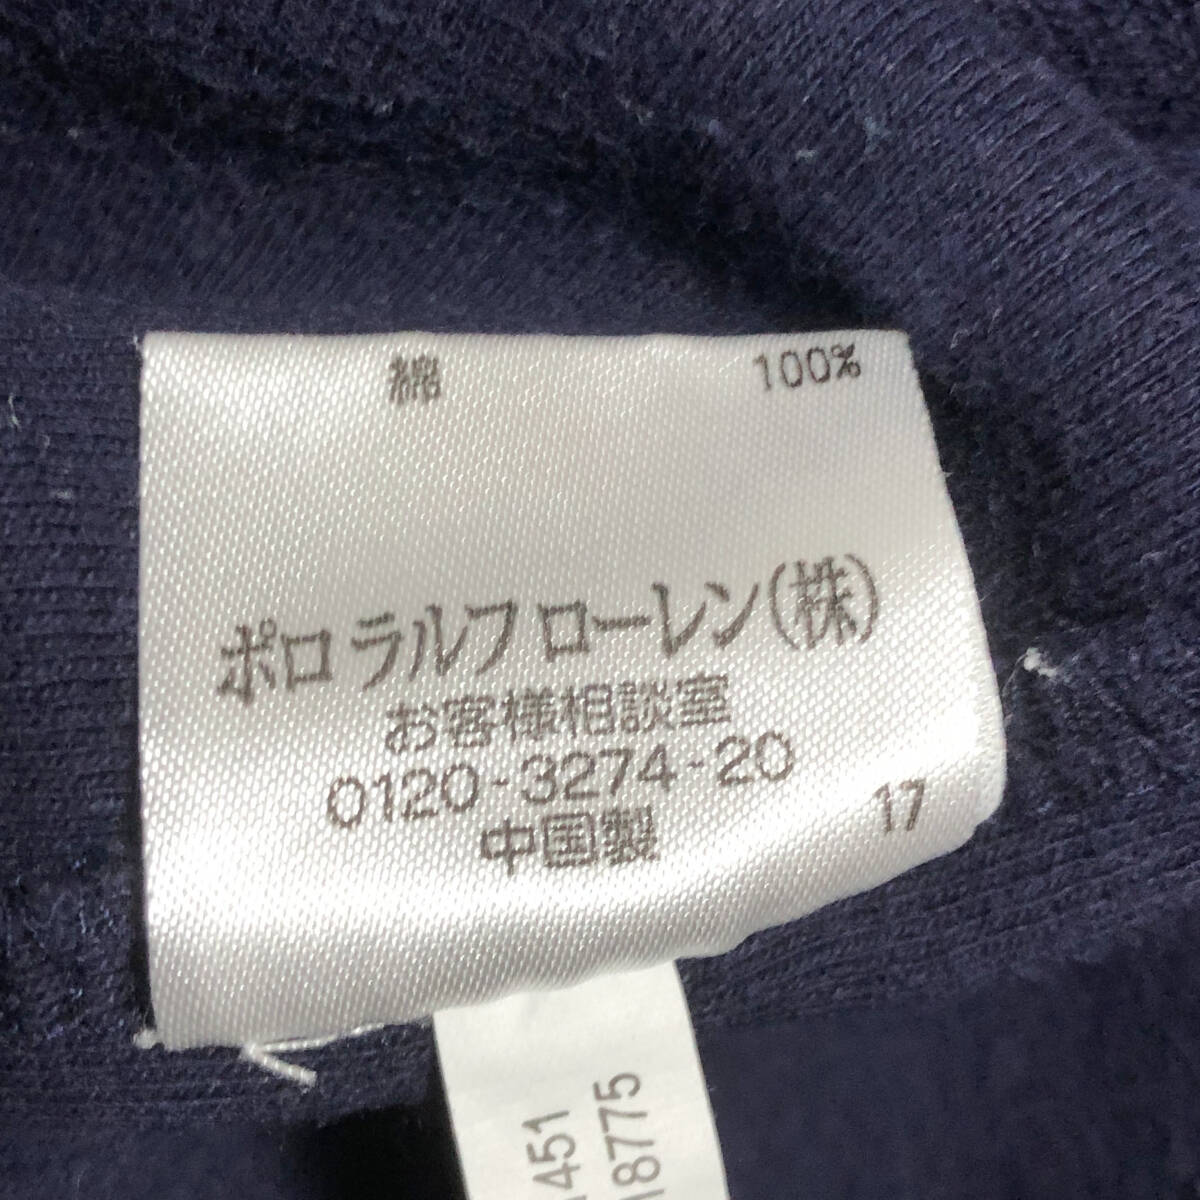 綿 100%
ポロ ラルフ ローレン(株)
お客様相談室
0120-3274-20
中国製 17
1451
18775